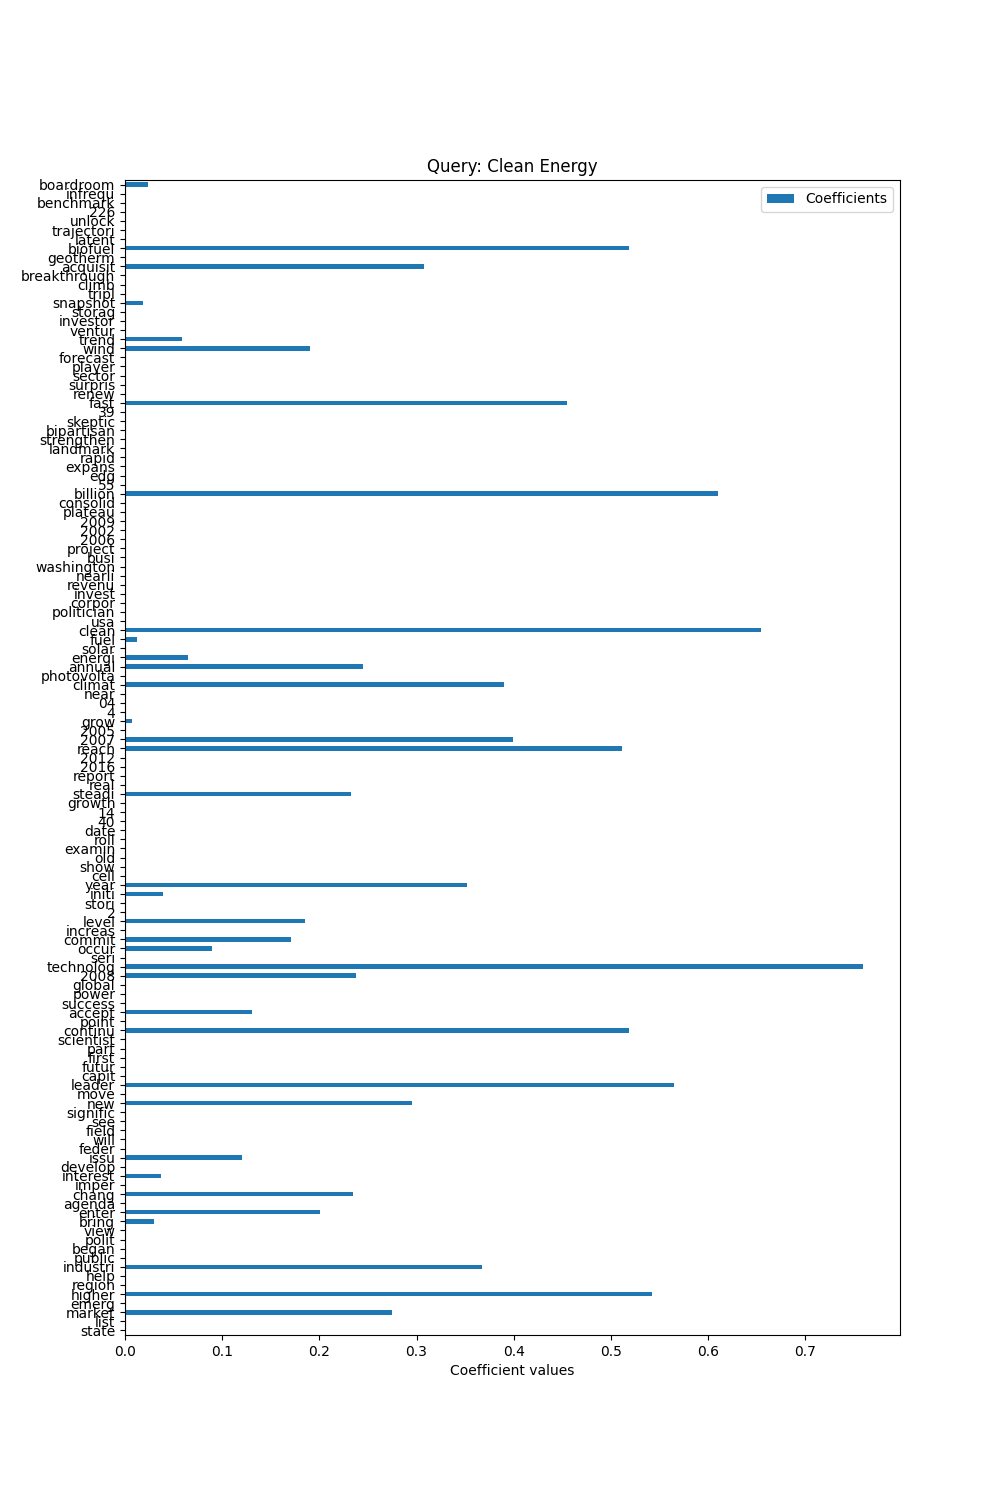 Query: Clean Energy
Coefficients
boardroom
infrequ
benchmark
226
unlock
trajectori
latent
biofuel
geotherm
acquisit
breakthrough
climb
tripl
snapshot
storag
investor
ventur
trend
wind
forecast
player
sector
surpris
renew
fast
39
skeptic
bipartisan
strengthen
landmark
rapid
expans
edg
55
billion
consolid
plateau
2009
2002
2006
project
busi
washington
nearli
revenu
invest
corpor
politician
usa
clean
fuel
solar
energi
annual
photovolta
climat
near
04
4
grow
2005
2007
reach
2012
2016
report
real
steadi
growth
14
40
date
roll
examin
old
show
cell
year
initi
stori
2
level
increas
commit
occur
seri
technolog
2008
global
power
success
accept
point
continu
scientist
part
first
futur
capit
leader
move
new
signific
see
field
will
feder
issu
develop
interest
imper
chang
agenda
enter
bring
view
polit
began
public
industri
help
region
higher
emerg
market
list
state
0.0 0.1 0.2 0.3 0.4 0.5 0.6 0.7
Coefficient values